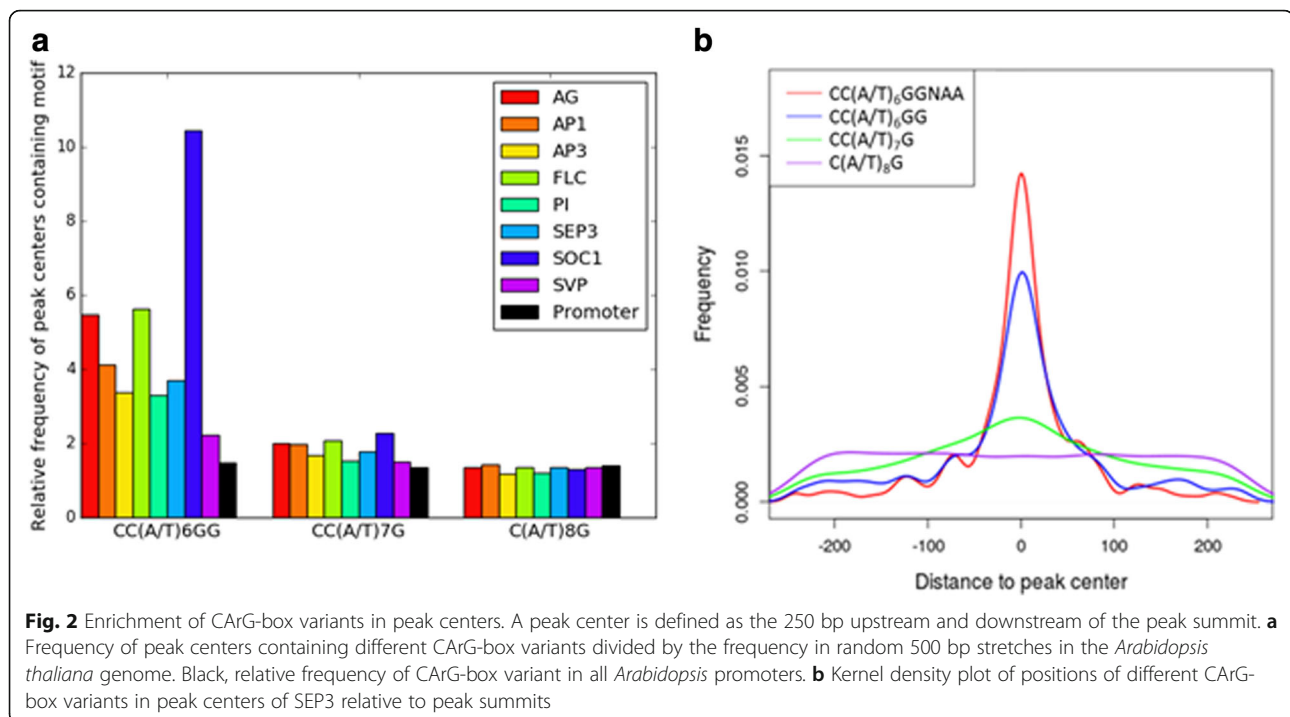 a
Relative frequency of peak centers containing motif
12
10
8
6
4
2
0
AG
AP1
AP3
FLC
PI
SEP3
SOC1
SVP
Promoter
CC(A/T)6GG
CC(A/T)7G
C(A/T)8G
b
Frequency
0.015
0.010
0.005
0.000
CC(A/T)₆GGNAA
CC(A/T)₆GG
CC(A/T)₇G
C(A/T)₈G
-200 -100 0 100 200
Distance to peak center
Fig. 2 Enrichment of CArG-box variants in peak centers. A peak center is defined as the 250 bp upstream and downstream of the peak summit. a
Frequency of peak centers containing different CArG-box variants divided by the frequency in random 500 bp stretches in the Arabidopsis
thaliana genome. Black, relative frequency of CArG-box variant in all Arabidopsis promoters. b Kernel density plot of positions of different CArG-
box variants in peak centers of SEP3 relative to peak summits